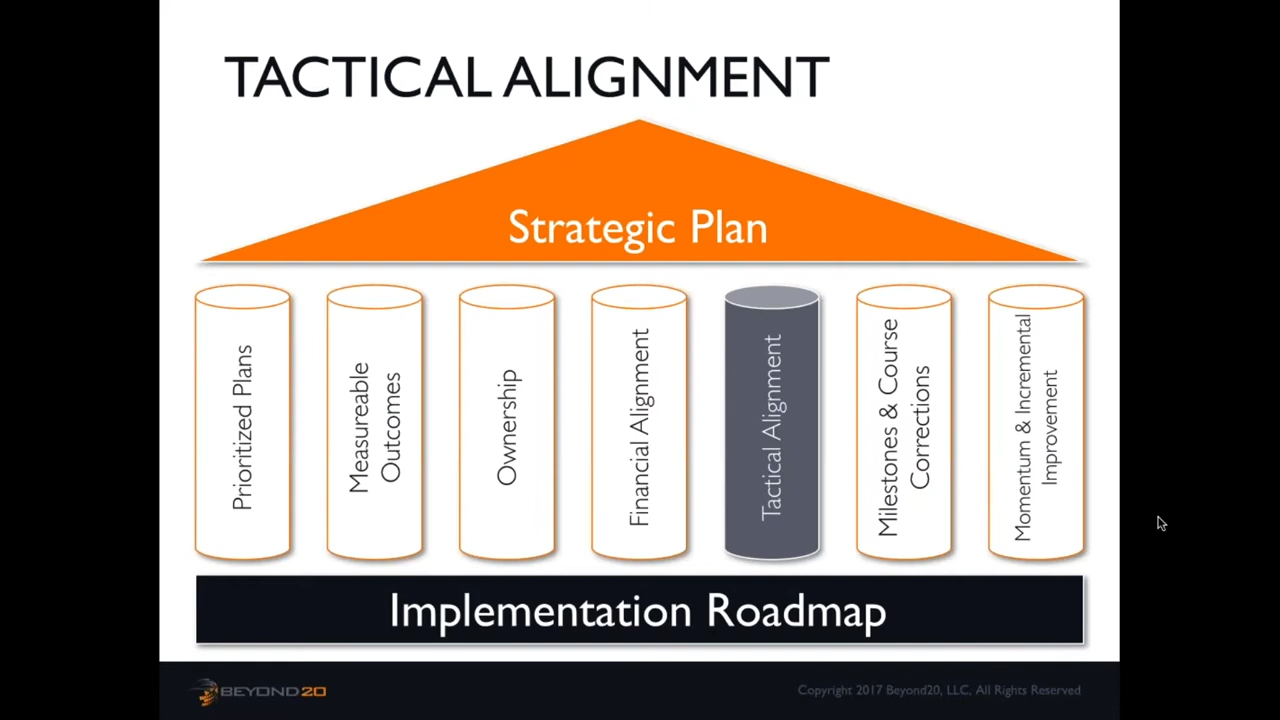 TACTICAL ALIGNMENT
Strategic Plan
Prioritized Plans
Measureable
Outcomes
Ownership
Financial Alignment
Tactical Alignment
Milestones & Course
Corrections
Momentum & Incremental
Improvement
Implementation Roadmap
BEYOND20
Copyright 2017 Beyond20, LLC, All Rights Reserved